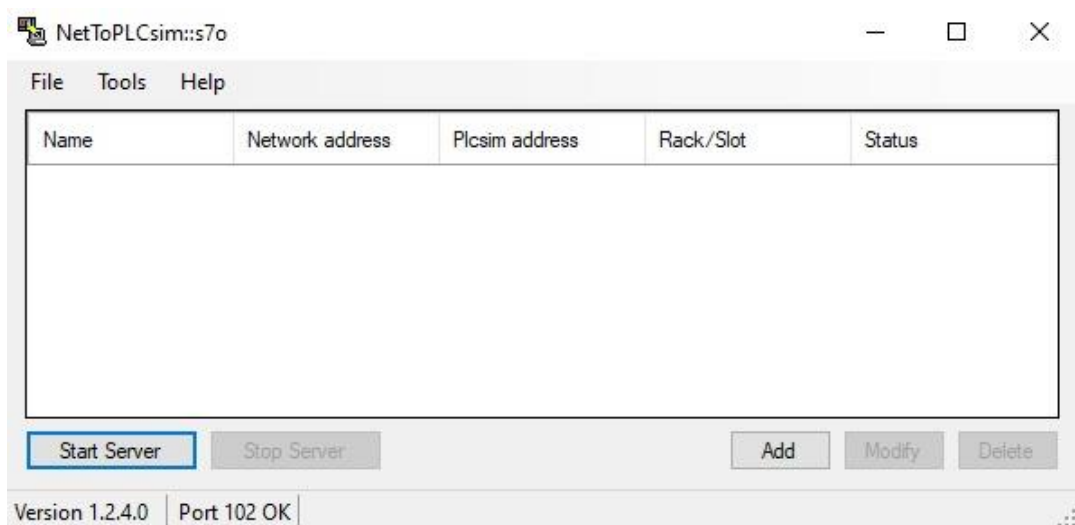 NetToPLCsim::s7o
File Tools Help
Name Network address Plcsim address Rack/Slot Status
Start Server Stop Server Add Modify Delete
Version 1.2.4.0 Port 102 OK